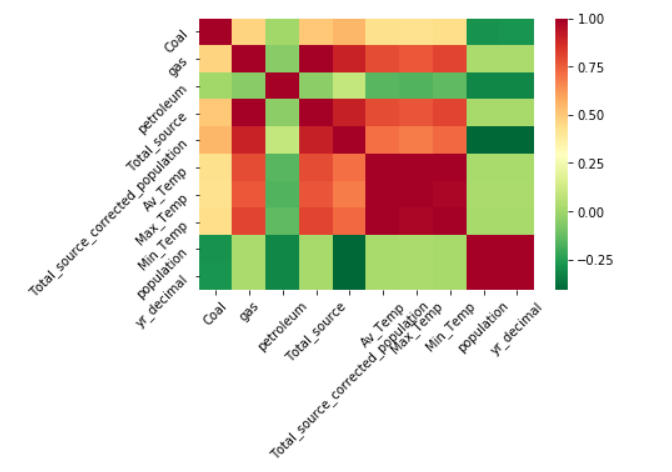 Coal
gas
petroleum
Total_source
Total_source_corrected_population
Av_Temp
Max_Temp
Min_Temp
population
yr_decimal
1.00
0.75
0.50
0.25
0.00
−0.25
Coal
gas
petroleum
Total_source
Total_source_corrected_population
Av_Temp
Max_Temp
Min_Temp
population
yr_decimal